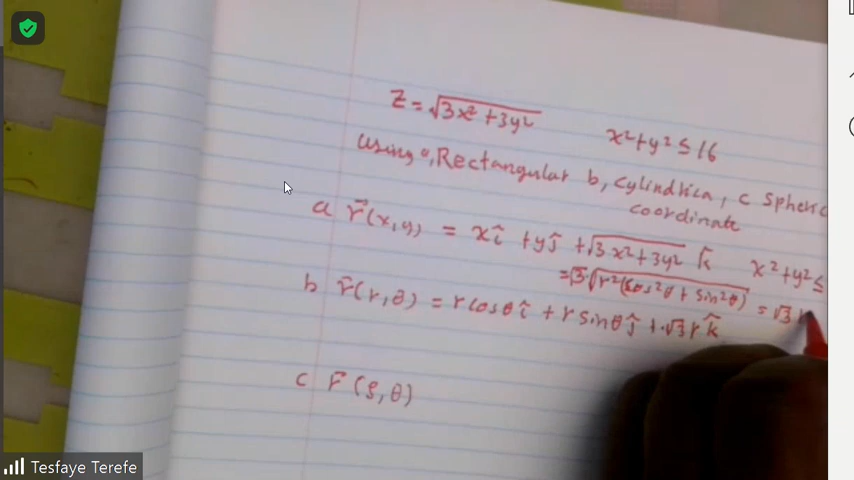 z = √3x² + 3y² x² + y² ≤ 16
using a, Rectangular b, cylindrica, c spheric
coordinate
a r⃗(x,y) = xî + yĵ + √3x² + 3y² k̂ x² + y² ≤
= √3·√r²(cos²θ + sin²θ) = √3 r
b r⃗(r,θ) = r cosθ î + r sinθ ĵ + √3 r k̂
c r⃗(ρ,θ)
Tesfaye Terefe